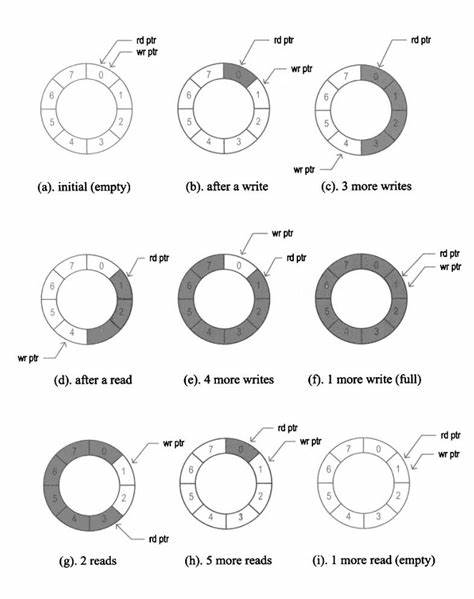 rd ptr
wr ptr
7 0
6 1
5 2
4 3
(a). initial (empty)
rd ptr
wr ptr
7 0
6 1
5 2
4 3
(b). after a write
rd ptr
7 0
6 1
5 2
4 3
wr ptr
(c). 3 more writes
rd ptr
7 0
6 1
5 2
4
wr ptr
(d). after a read
wr ptr
rd ptr
7 0
6 1
5 2
4 3
(e). 4 more writes
rd ptr
wr ptr
7 0
6 1
5 2
4 3
(f). 1 more write (full)
wr ptr
7 0
6 1
5 2
4 3
rd ptr
(g). 2 reads
rd ptr
wr ptr
7 0
6 1
5 2
4 3
(h). 5 more reads
rd ptr
wr ptr
7 0
6 1
5 2
4 3
(i). 1 more read (empty)